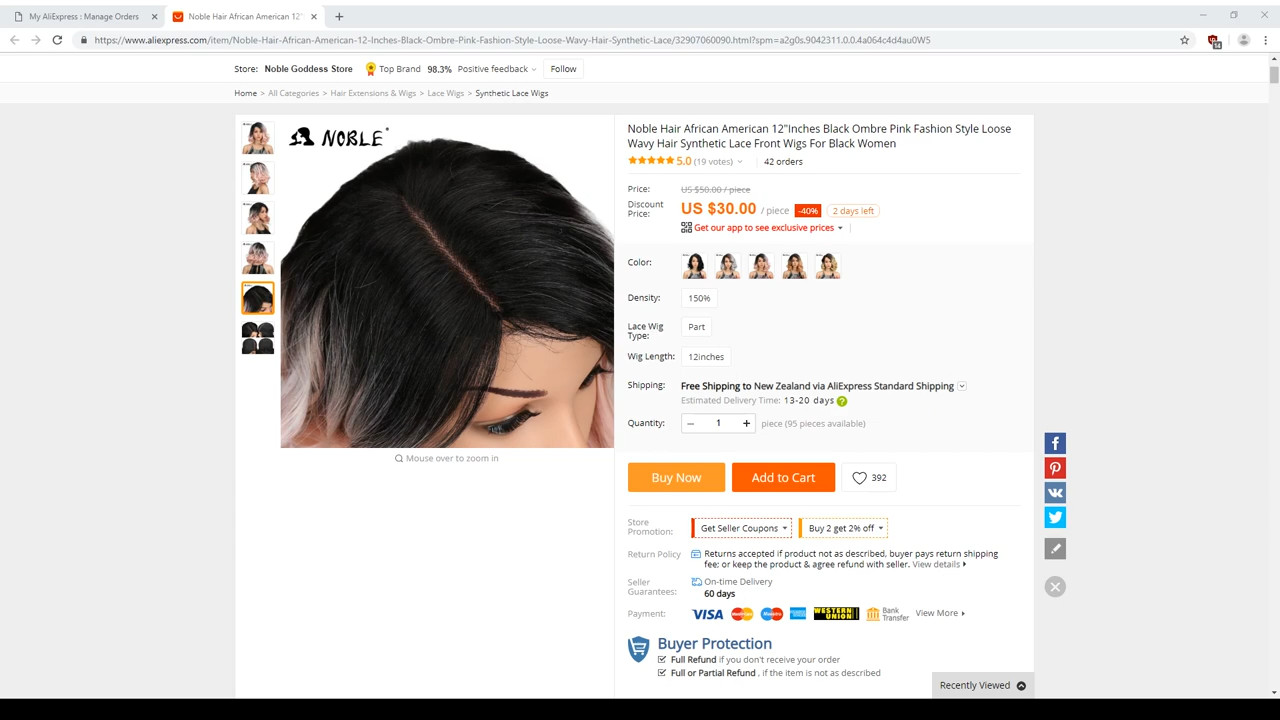 My AliExpress : Manage Orders
Noble Hair African American 12"
https://www.aliexpress.com/item/Noble-Hair-African-American-12-Inches-Black-Ombre-Pink-Fashion-Style-Loose-Wavy-Hair-Synthetic-Lace/32907060090.html?spm=a2g0s.9042311.0.0.4a064c4d4au0W5
Store: Noble Goddess Store Top Brand 98.3% Positive feedback Follow
Home > All Categories > Hair Extensions & Wigs > Lace Wigs > Synthetic Lace Wigs
NOBLE
Noble Hair African American 12"Inches Black Ombre Pink Fashion Style Loose
Wavy Hair Synthetic Lace Front Wigs For Black Women
5.0 (19 votes) 42 orders
Price: US $50.00 / piece
Discount
Price: US $30.00 / piece -40% 2 days left
Get our app to see exclusive prices
Color:
Density: 150%
Lace Wig
Type: Part
Wig Length: 12inches
Shipping: Free Shipping to New Zealand via AliExpress Standard Shipping
Estimated Delivery Time: 13-20 days ?
Quantity: – 1 + piece (95 pieces available)
Mouse over to zoom in
Buy Now Add to Cart 392
Store
Promotion: Get Seller Coupons Buy 2 get 2% off
Return Policy Returns accepted if product not as described, buyer pays return shipping
fee; or keep the product & agree refund with seller. View details
Seller
Guarantees: On-time Delivery
60 days
Payment: VISA MasterCard Maestro WESTERN UNION Bank Transfer View More
Buyer Protection
Full Refund if you don't receive your order
Full or Partial Refund , if the item is not as described
Recently Viewed